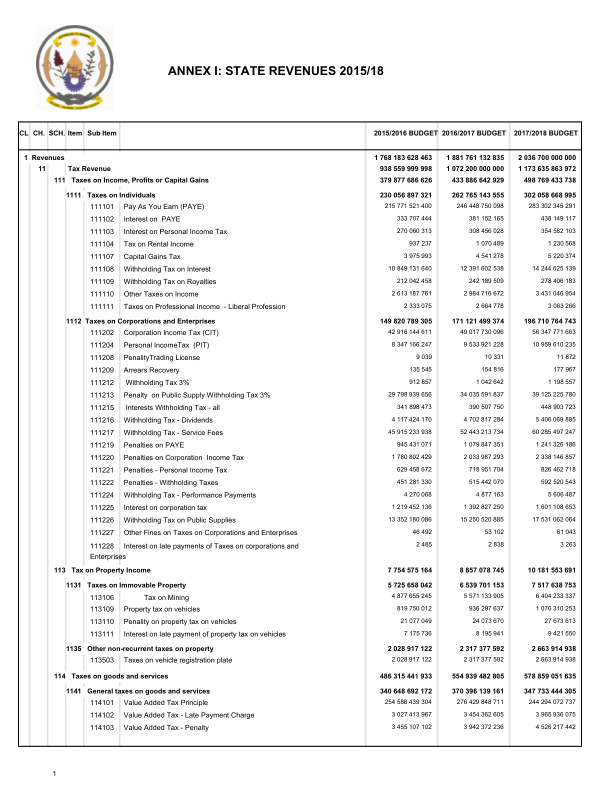 ANNEX I: STATE REVENUES 2015/18
CL CH. SCH. Item Sub Item 2015/2016 BUDGET 2016/2017 BUDGET 2017/2018 BUDGET
1 Revenues 1 768 183 628 463 1 881 761 132 835 2 036 700 000 000
11 Tax Revenue 938 559 999 998 1 072 200 000 000 1 173 635 863 972
111 Taxes on Income, Profits or Capital Gains 379 877 686 626 433 886 642 929 498 769 433 738
1111 Taxes on Individuals 230 056 897 321 262 765 143 555 302 058 668 995
111101 Pay As You Earn (PAYE) 215 771 521 400 246 448 750 098 283 302 345 291
111102 Interest on PAYE 333 707 444 381 152 165 438 149 117
111103 Interest on Personal Income Tax 270 060 313 308 456 028 354 582 103
111104 Tax on Rental Income 937 237 1 070 489 1 230 568
111107 Capital Gains Tax 3 975 993 4 541 278 5 220 374
111108 Withholding Tax on Interest 10 849 131 640 12 391 602 538 14 244 625 139
111109 Withholding Tax on Royalties 212 042 458 242 189 509 278 406 183
111110 Other Taxes on Income 2 613 187 761 2 984 716 672 3 431 046 954
111111 Taxes on Professional Income - Liberal Profession 2 333 075 2 664 778 3 063 266
1112 Taxes on Corporations and Enterprises 149 820 789 305 171 121 499 374 196 710 764 743
111202 Corporation Income Tax (CIT) 42 916 144 611 49 017 730 096 56 347 771 663
111204 Personal IncomeTax (PIT) 8 347 166 247 9 533 921 228 10 959 610 235
111208 PenalityTrading License 9 039 10 331 11 872
111209 Arrears Recovery 135 545 154 816 177 967
111212 Withholding Tax 3% 912 857 1 042 642 1 198 557
111213 Penalty on Public Supply Withholding Tax 3% 29 798 939 656 34 035 591 837 39 125 225 780
111215 Interests Withholding Tax - all 341 898 473 390 507 750 448 903 723
111216 Withholding Tax - Dividends 4 117 424 170 4 702 817 284 5 406 069 885
111217 Withholding Tax - Service Fees 45 915 233 938 52 443 213 734 60 285 497 247
111219 Penalties on PAYE 945 431 071 1 079 847 351 1 241 326 186
111220 Penalties on Corporation Income Tax 1 780 802 429 2 033 987 293 2 338 146 857
111221 Penalties - Personal Income Tax 629 458 672 718 951 704 826 462 718
111222 Penalties - Withholding Taxes 451 281 330 515 442 070 592 520 543
111224 Withholding Tax - Performance Payments 4 270 068 4 877 163 5 606 487
111225 Interest on corporation tax 1 219 452 136 1 392 827 250 1 601 108 653
111226 Withholding Tax on Public Supplies 13 352 180 086 15 250 520 885 17 531 062 064
111227 Other Fines on Taxes on Corporations and Enterprises 46 492 53 102 61 043
111228 Interest on late payments of Taxes on corporations and 2 485 2 838 3 263
Enterprises
113 Tax on Property Income 7 754 575 164 8 857 078 745 10 181 553 691
1131 Taxes on Immovable Property 5 725 658 042 6 539 701 153 7 517 638 753
113106 Tax on Mining 4 877 655 245 5 571 133 905 6 404 233 337
113109 Property tax on vehicles 819 750 012 936 297 637 1 076 310 253
113110 Penality on property tax on vehicles 21 077 049 24 073 670 27 673 613
113111 Interest on late payment of property tax on vehicles 7 175 736 8 195 941 9 421 550
1135 Other non-recurrent taxes on property 2 028 917 122 2 317 377 592 2 663 914 938
113503 Taxes on vehicle registration plate 2 028 917 122 2 317 377 592 2 663 914 938
114 Taxes on goods and services 486 315 441 933 554 939 482 805 578 859 051 635
1141 General taxes on goods and services 340 648 692 172 370 396 139 161 347 733 444 305
114101 Value Added Tax Principle 254 588 439 304 276 429 848 711 244 294 072 737
114102 Value Added Tax - Late Payment Charge 3 027 413 967 3 454 362 605 3 965 936 075
114103 Value Added Tax - Penalty 3 455 107 102 3 942 372 236 4 526 217 442
1